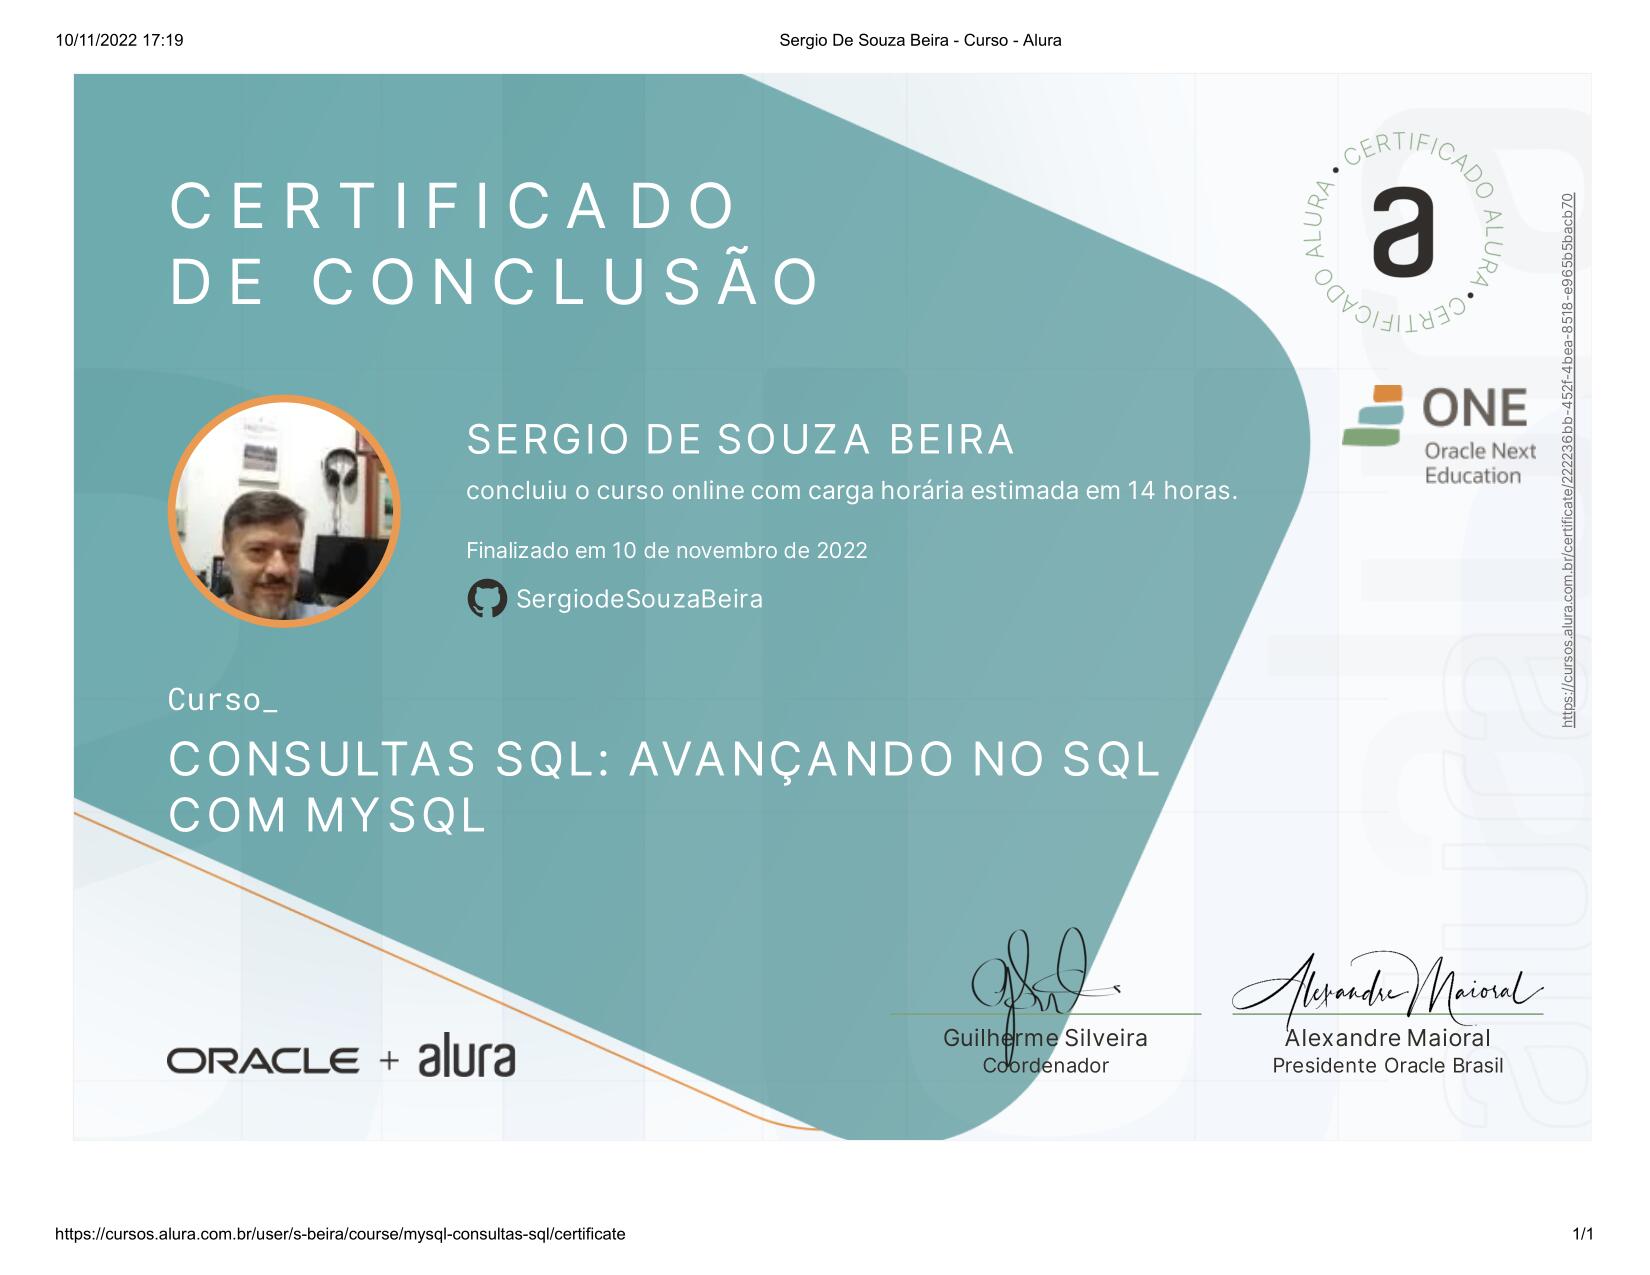 10/11/2022 17:19
Sergio De Souza Beira - Curso - Alura
CERTIFICADO
DE CONCLUSÃO
• CERTIFICADO ALURA • CERTIFICADO ALURA
a
ONE
Oracle Next
Education
https://cursos.alura.com.br/certificate/222236bb-452f-4bea-8518-e965b5bacb70
SERGIO DE SOUZA BEIRA
concluiu o curso online com carga horária estimada em 14 horas.
Finalizado em 10 de novembro de 2022
SergiodeSouzaBeira
Curso_
CONSULTAS SQL: AVANÇANDO NO SQL
COM MYSQL
ORACLE + alura
Alexandre Maioral
Guilherme Silveira
Coordenador
Alexandre Maioral
Presidente Oracle Brasil
alura
https://cursos.alura.com.br/user/s-beira/course/mysql-consultas-sql/certificate
1/1